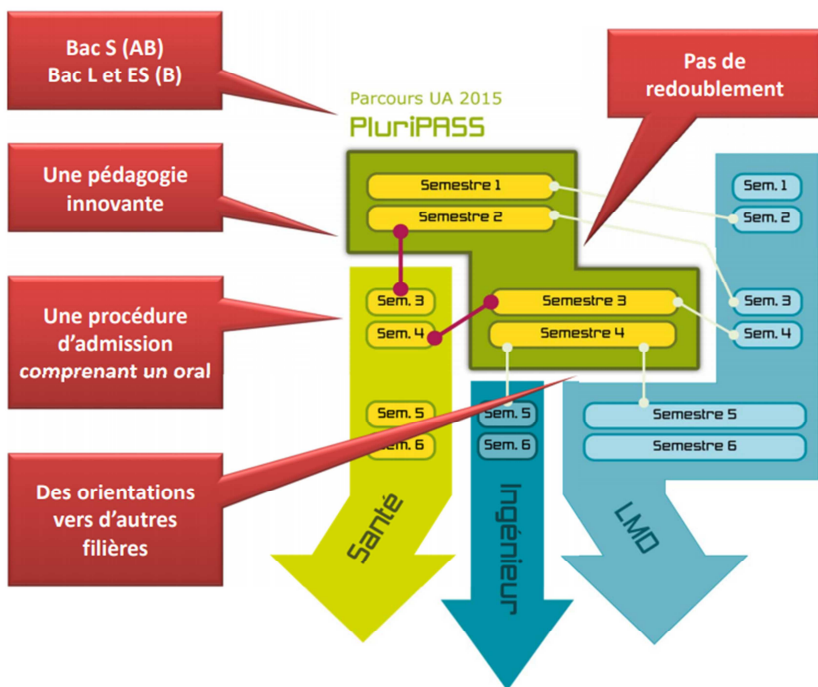 Bac S (AB)
Bac L et ES (B)
Pas de
redoublement
Parcours UA 2015
PluriPASS
Une pédagogie
innovante
Semestre 1
Semestre 2
Sem. 1
Sem. 2
Une procédure
d'admission
comprenant un oral
Sem. 3
Sem. 4
Semestre 3
Semestre 4
Sem. 3
Sem. 4
Sem. 5
Sem. 6
Sem. 5
Sem. 6
Semestre 5
Semestre 6
Des orientations
vers d'autres
filières
Santé
Ingénieur
LMD